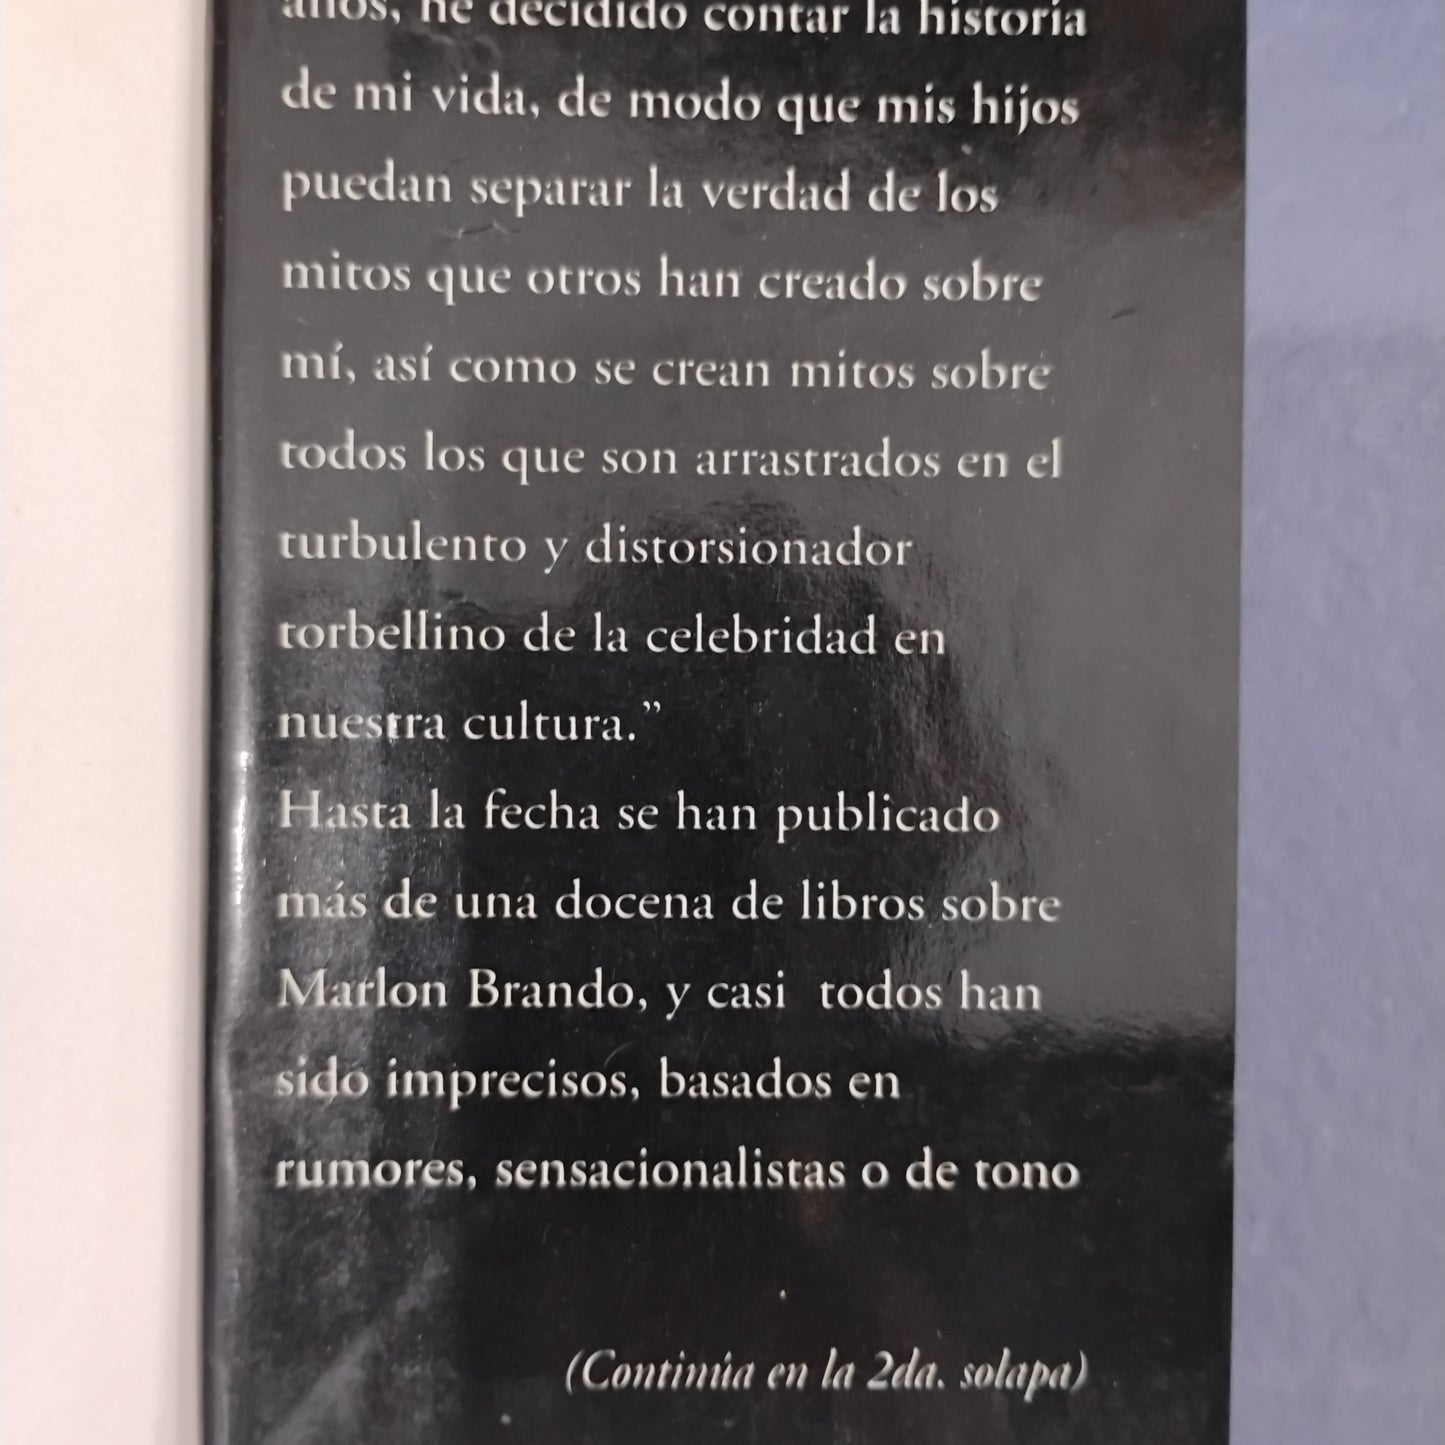 años, he decidido contar la historia
de mi vida, de modo que mis hijos
puedan separar la verdad de los
mitos que otros han creado sobre
mí, así como se crean mitos sobre
todos los que son arrastrados en el
turbulento y distorsionador
torbellino de la celebridad en
nuestra cultura.”
Hasta la fecha se han publicado
más de una docena de libros sobre
Marlon Brando, y casi todos han
sido imprecisos, basados en
rumores, sensacionalistas o de tono
(Continúa en la 2da. solapa)